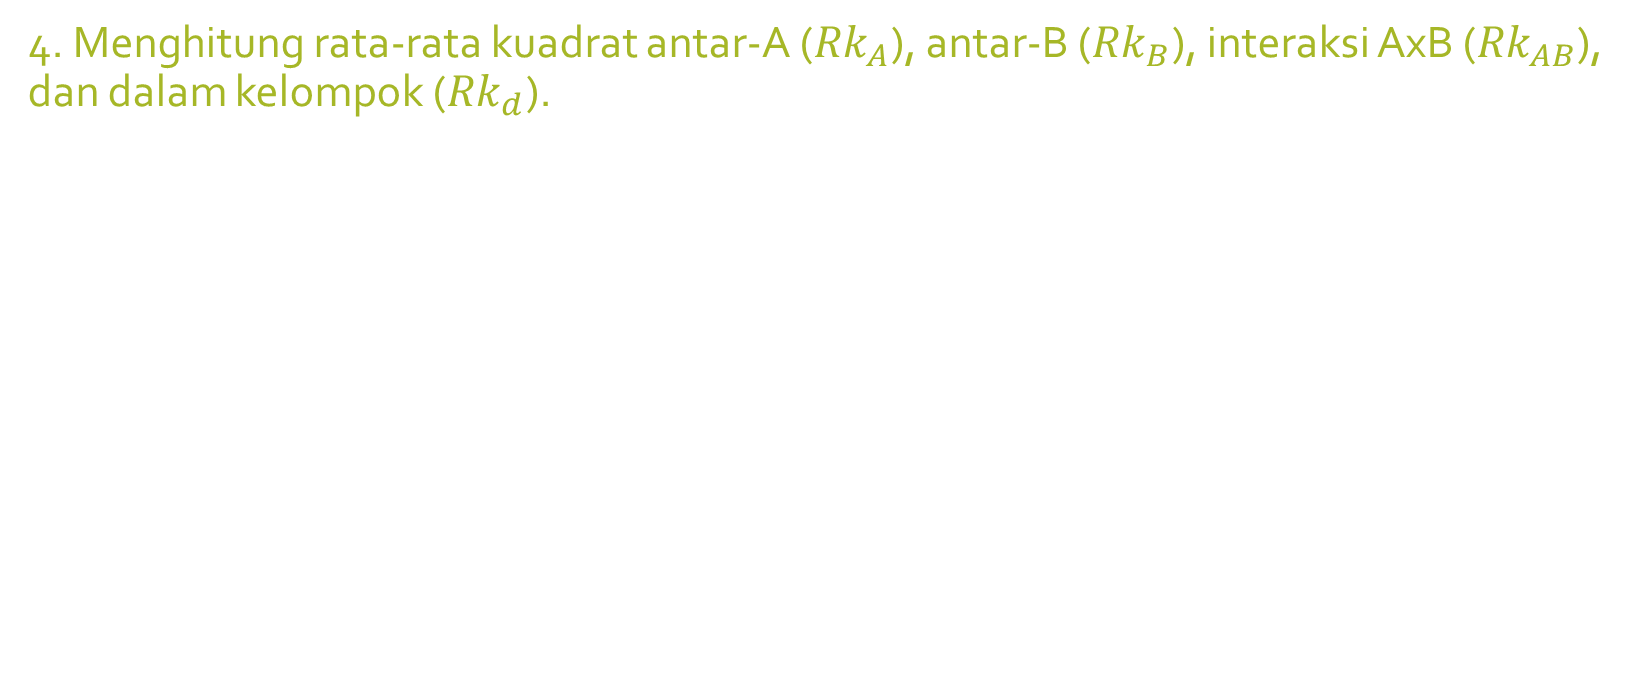 4. Menghitung rata-rata kuadrat antar-A (𝑅𝑘_𝐴), antar-B (𝑅𝑘_𝐵), interaksi AxB (𝑅𝑘_𝐴𝐵),
dan dalam kelompok (𝑅𝑘_𝑑).